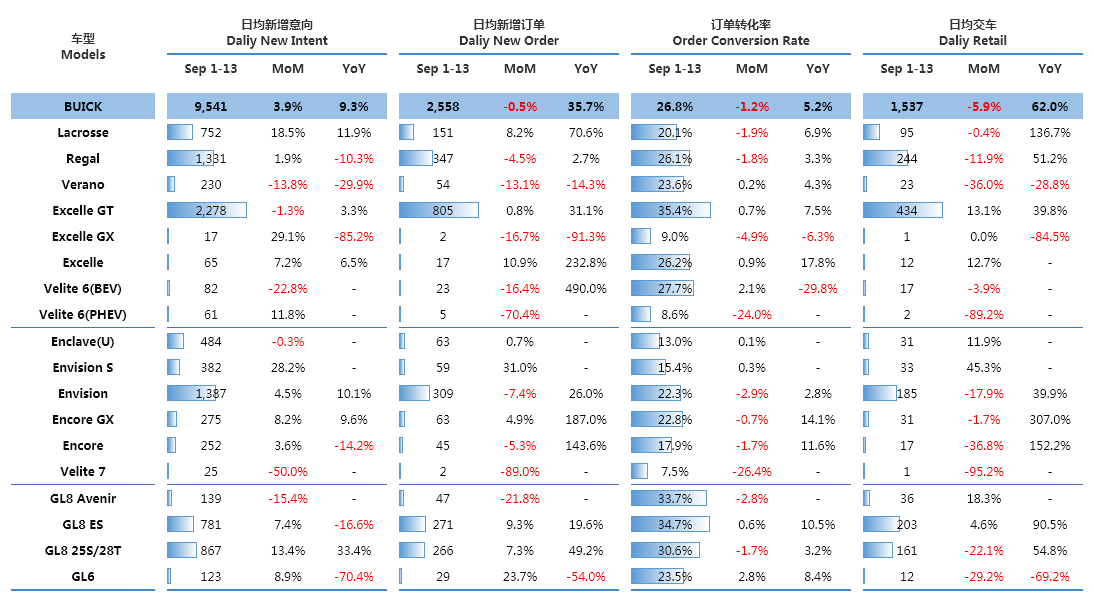 车型
Models
日均新增意向
Daliy New Intent
日均新增订单
Daliy New Order
订单转化率
Order Conversion Rate
日均交车
Daliy Retail
Sep 1-13 MoM YoY Sep 1-13 MoM YoY Sep 1-13 MoM YoY Sep 1-13 MoM YoY
BUICK 9,541 3.9% 9.3% 2,558 -0.5% 35.7% 26.8% -1.2% 5.2% 1,537 -5.9% 62.0%
Lacrosse 752 18.5% 11.9% 151 8.2% 70.6% 20.1% -1.9% 6.9% 95 -0.4% 136.7%
Regal 1,331 1.9% -10.3% 347 -4.5% 2.7% 26.1% -1.8% 3.3% 244 -11.9% 51.2%
Verano 230 -13.8% -29.9% 54 -13.1% -14.3% 23.6% 0.2% 4.3% 23 -36.0% -28.8%
Excelle GT 2,278 -1.3% 3.3% 805 0.8% 31.1% 35.4% 0.7% 7.5% 434 13.1% 39.8%
Excelle GX 17 29.1% -85.2% 2 -16.7% -91.3% 9.0% -4.9% -6.3% 1 0.0% -84.5%
Excelle 65 7.2% 6.5% 17 10.9% 232.8% 26.2% 0.9% 17.8% 12 12.7% -
Velite 6(BEV) 82 -22.8% - 23 -16.4% 490.0% 27.7% 2.1% -29.8% 17 -3.9% -
Velite 6(PHEV) 61 11.8% - 5 -70.4% - 8.6% -24.0% - 2 -89.2% -
Enclave(U) 484 -0.3% - 63 0.7% - 13.0% 0.1% - 31 11.9% -
Envision S 382 28.2% - 59 31.0% - 15.4% 0.3% - 33 45.3% -
Envision 1,387 4.5% 10.1% 309 -7.4% 26.0% 22.3% -2.9% 2.8% 185 -17.9% 39.9%
Encore GX 275 8.2% 9.6% 63 4.9% 187.0% 22.8% -0.7% 14.1% 31 -1.7% 307.0%
Encore 252 3.6% -14.2% 45 -5.3% 143.6% 17.9% -1.7% 11.6% 17 -36.8% 152.2%
Velite 7 25 -50.0% - 2 -89.0% - 7.5% -26.4% - 1 -95.2% -
GL8 Avenir 139 -15.4% - 47 -21.8% - 33.7% -2.8% - 36 18.3% -
GL8 ES 781 7.4% -16.6% 271 9.3% 19.6% 34.7% 0.6% 10.5% 203 4.6% 90.5%
GL8 25S/28T 867 13.4% 33.4% 266 7.3% 49.2% 30.6% -1.7% 3.2% 161 -22.1% 54.8%
GL6 123 8.9% -70.4% 29 23.7% -54.0% 23.5% 2.8% 8.4% 12 -29.2% -69.2%